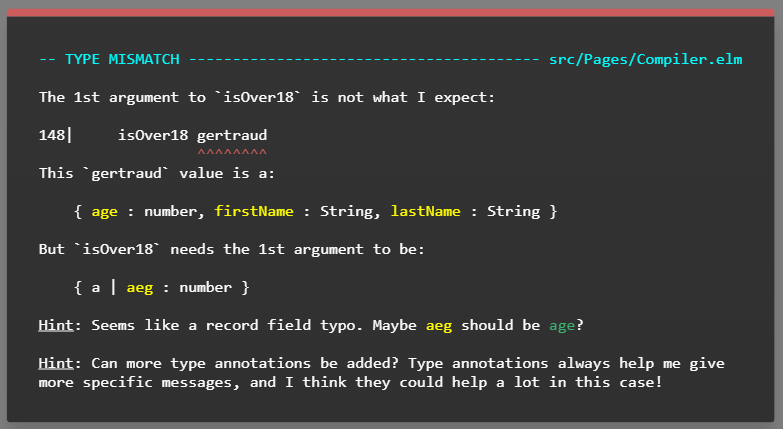 -- TYPE MISMATCH ---------------------------------------- src/Pages/Compiler.elm
The 1st argument to `isOver18` is not what I expect:
148|     isOver18 gertraud
^^^^^^^^
This `gertraud` value is a:
{ age : number, firstName : String, lastName : String }
But `isOver18` needs the 1st argument to be:
{ a | aeg : number }
Hint: Seems like a record field typo. Maybe aeg should be age?
Hint: Can more type annotations be added? Type annotations always help me give
more specific messages, and I think they could help a lot in this case!